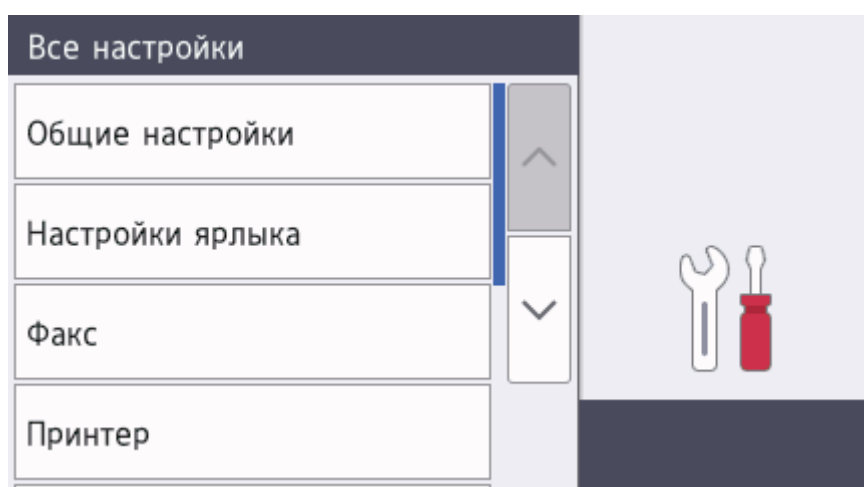 Все настройки
Общие настройки
Настройки ярлыка
Факс
Принтер